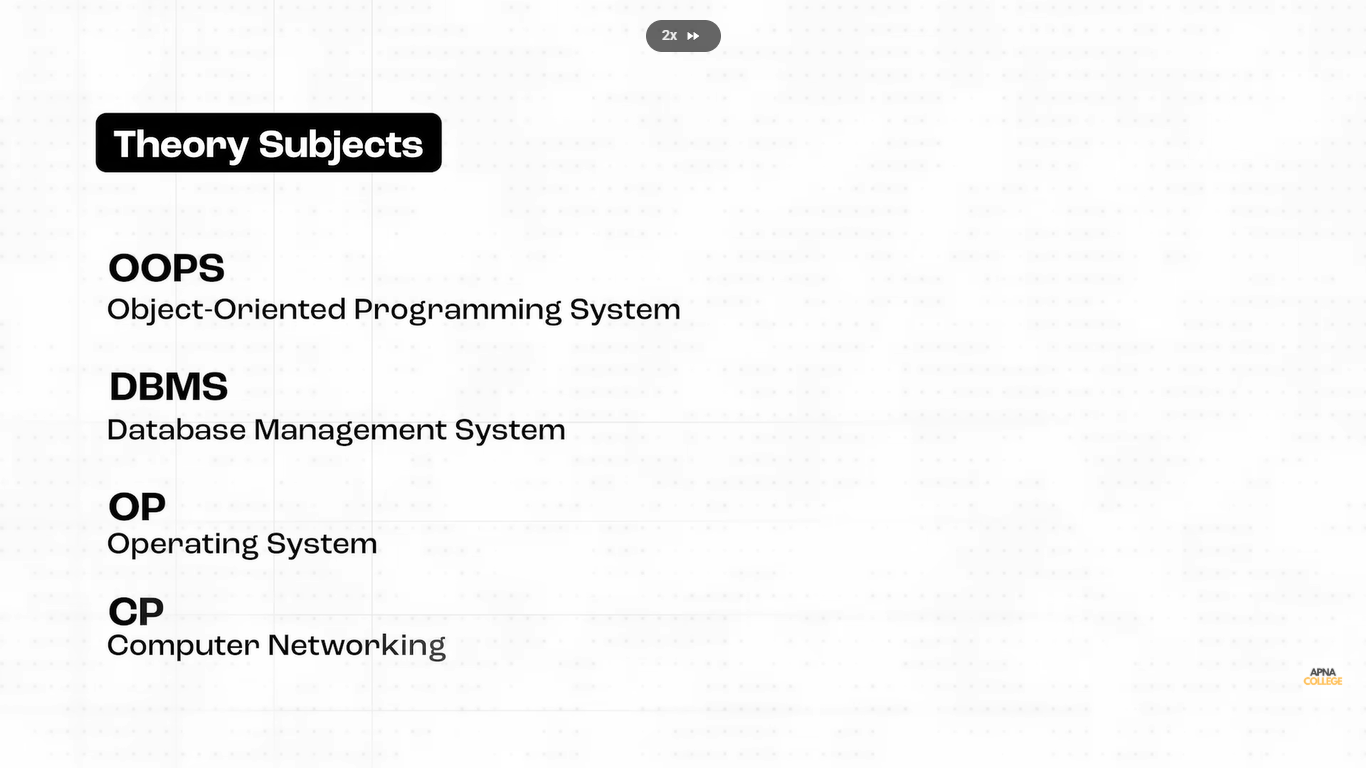 2x
Theory Subjects
OOPS
Object-Oriented Programming System
DBMS
Database Management System
OP
Operating System
CP
Computer Networking
APNA
COLLEGE